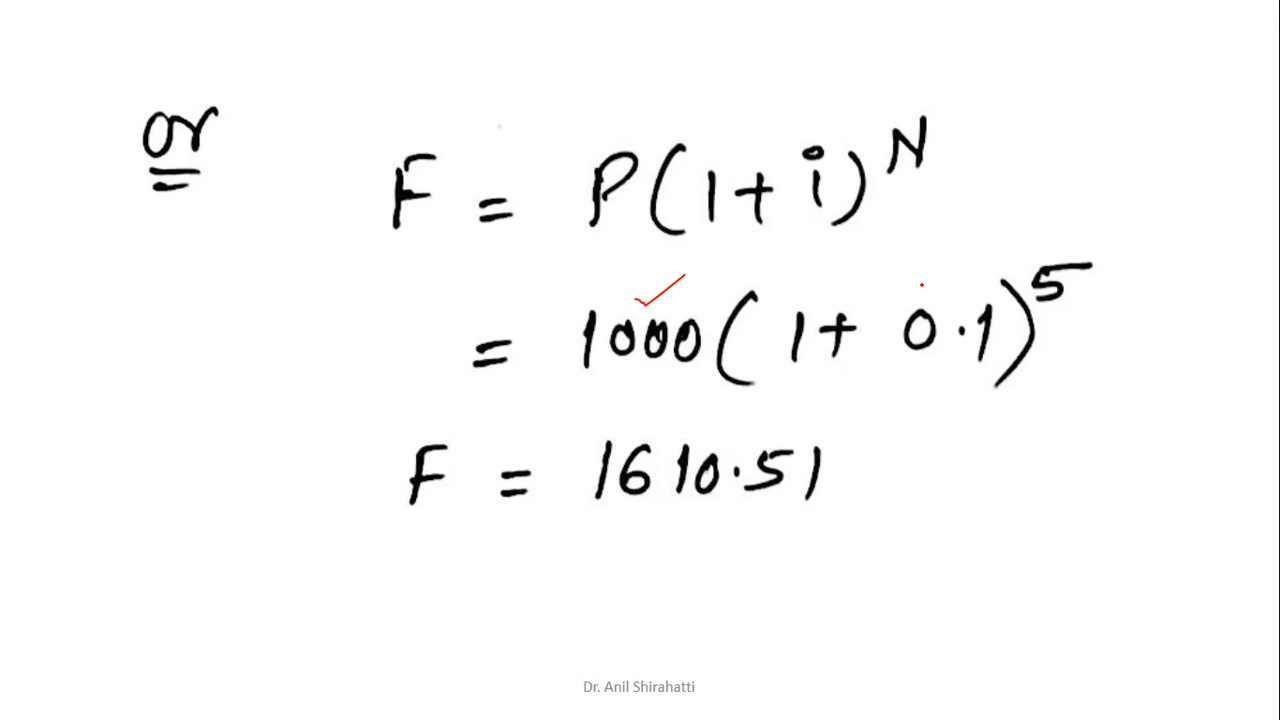 or
F = P(1+i)^N
= 1000(1+0.1)^5
F = 1610.51
Dr. Anil Shirahatti